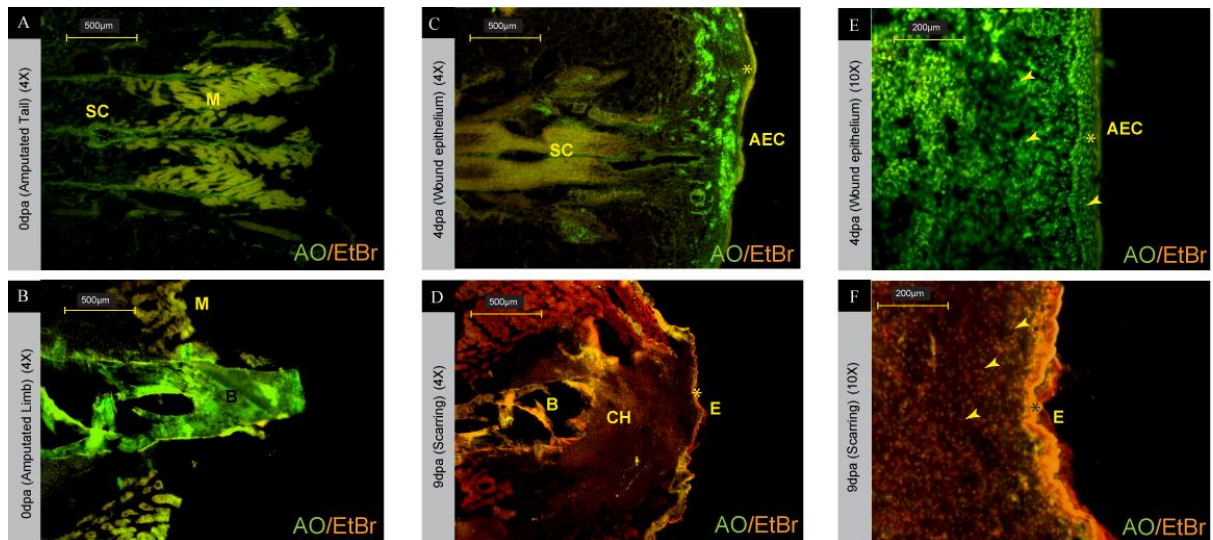 A
0dpa (Amputated Tail) (4X)
500µm
SC
M
AO/EtBr
B
0dpa (Amputated Limb) (4X)
500µm
M
B
AO/EtBr
C
4dpa (Wound epithelium) (4X)
500µm
*
SC
AEC
AO/EtBr
D
9dpa (Scarring) (4X)
500µm
*
B
CH
E
AO/EtBr
E
4dpa (Wound epithelium) (10X)
200µm
*
AEC
AO/EtBr
F
9dpa (Scarring) (10X)
200µm
*
E
AO/EtBr